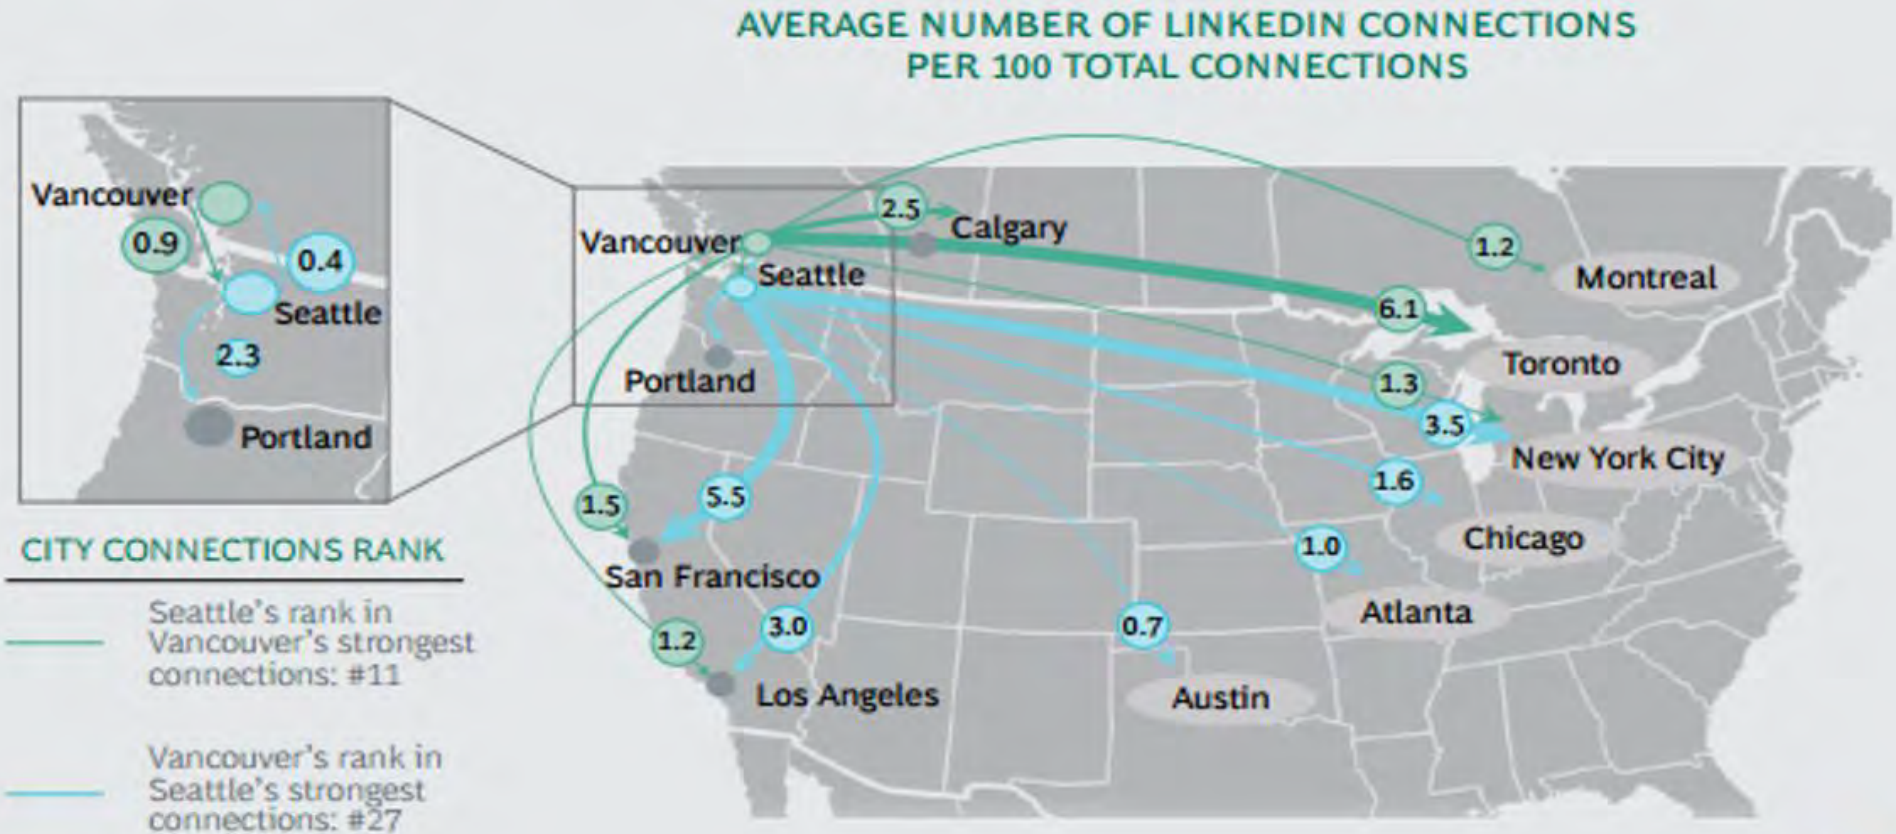 AVERAGE NUMBER OF LINKEDIN CONNECTIONS
PER 100 TOTAL CONNECTIONS
Vancouver
0.9
0.4
Seattle
2.3
Portland
CITY CONNECTIONS RANK
Seattle's rank in
Vancouver's strongest
connections: #11
Vancouver's rank in
Seattle's strongest
connections: #27
2.5
Calgary
Vancouver
Seattle
1.2
Montreal
6.1
Toronto
Portland
1.3
3.5
New York City
1.6
Chicago
1.5
5.5
San Francisco
1.0
Atlanta
1.2
3.0
Los Angeles
0.7
Austin